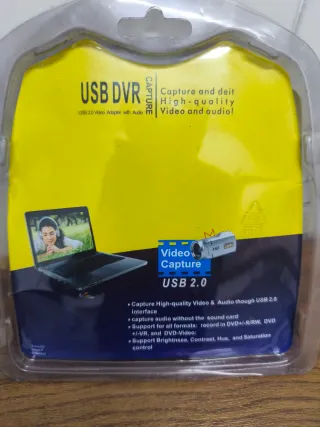 USB DVR
CAPTURE
USB 2.0 Video Adapter with Audio
Capture and deit
High-quality
Video and audio!
Video
Capture
USB 2.0
Capture High-quality Video & Audio though USB 2.0
interface
capture audio without the sound card
Support for all formats: record in DVD+/-R/RW, DVD
+/-VR, and DVD-Video:
Support Brightness, Contrast, Hue, and Saturation
control